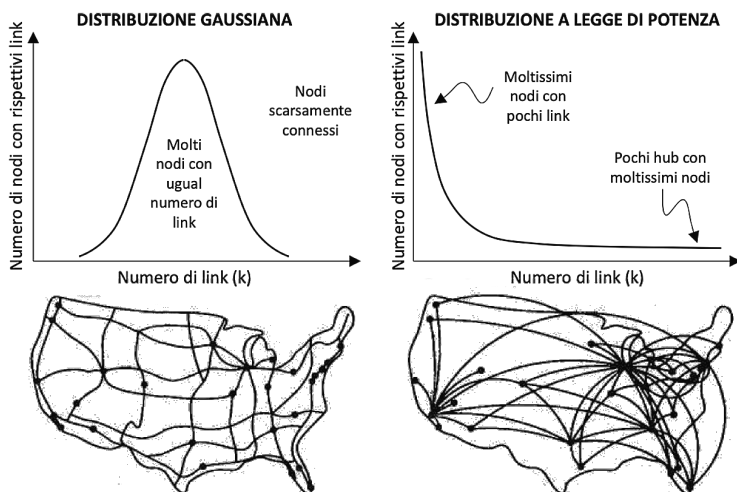 DISTRIBUZIONE GAUSSIANA
Numero di nodi con rispettivi link
Nodi
scarsamente
connessi
Molti
nodi con
ugual
numero di
link
Numero di link (k)
DISTRIBUZIONE A LEGGE DI POTENZA
Numero di nodi con rispettivi link
Moltissimi
nodi con
pochi link
Pochi hub con
moltissimi nodi
Numero di link (k)